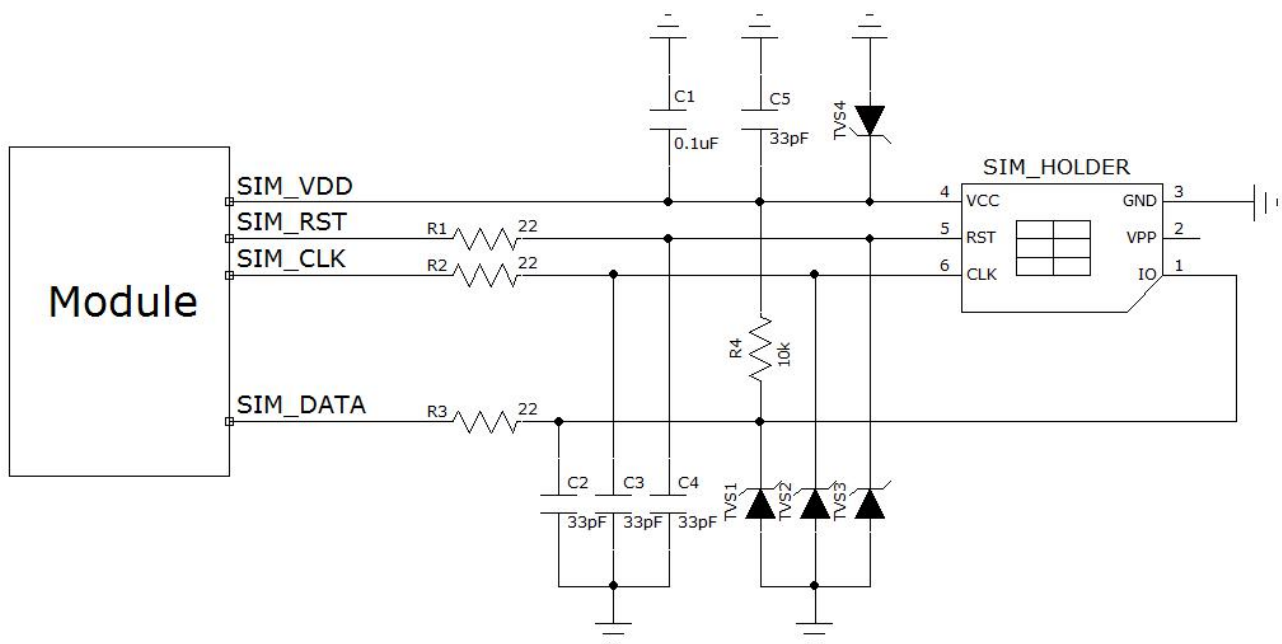 C1
0.1uF
C5
33pF
TVS4
SIM_HOLDER
Module
SIM_VDD
SIM_RST
SIM_CLK
SIM_DATA
R1
22
R2
22
R3
22
R4
10k
4
VCC
5
RST
6
CLK
GND
3
VPP
2
IO
1
C2
33pF
C3
33pF
C4
33pF
TVS1
TVS2
TVS3